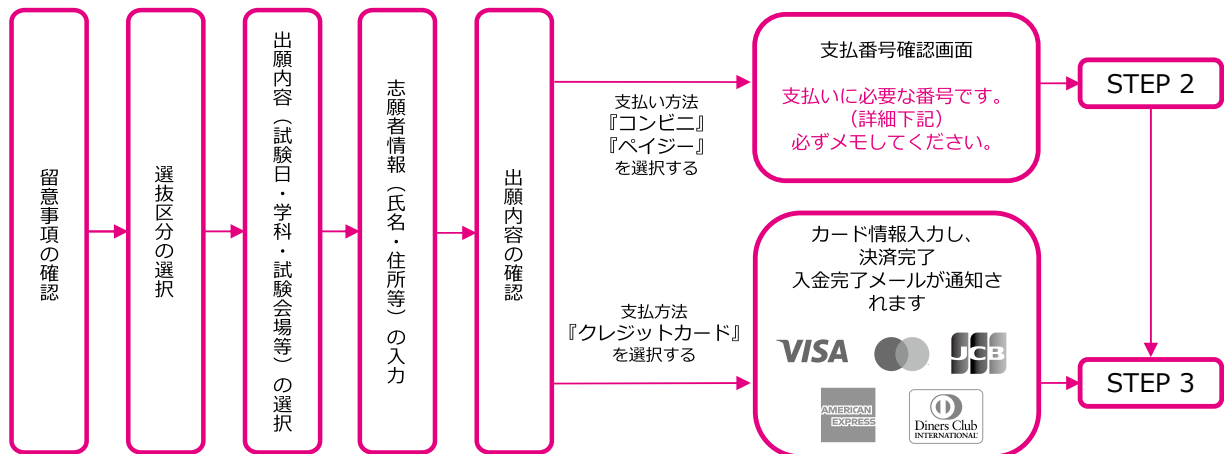 留意事項の確認
選抜区分の選択
出願内容（試験日・学科・試験会場等）の選択
志願者情報（氏名・住所等）の入力
出願内容の確認
支払い方法
『コンビニ』
『ペイジー』
を選択する
支払番号確認画面
支払いに必要な番号です。
（詳細下記）
必ずメモしてください。
STEP 2
支払方法
『クレジットカード』
を選択する
カード情報入力し、
決済完了
入金完了メールが通知さ
れます
VISA
JCB
AMERICAN
EXPRESS
Diners Club
INTERNATIONAL
STEP 3